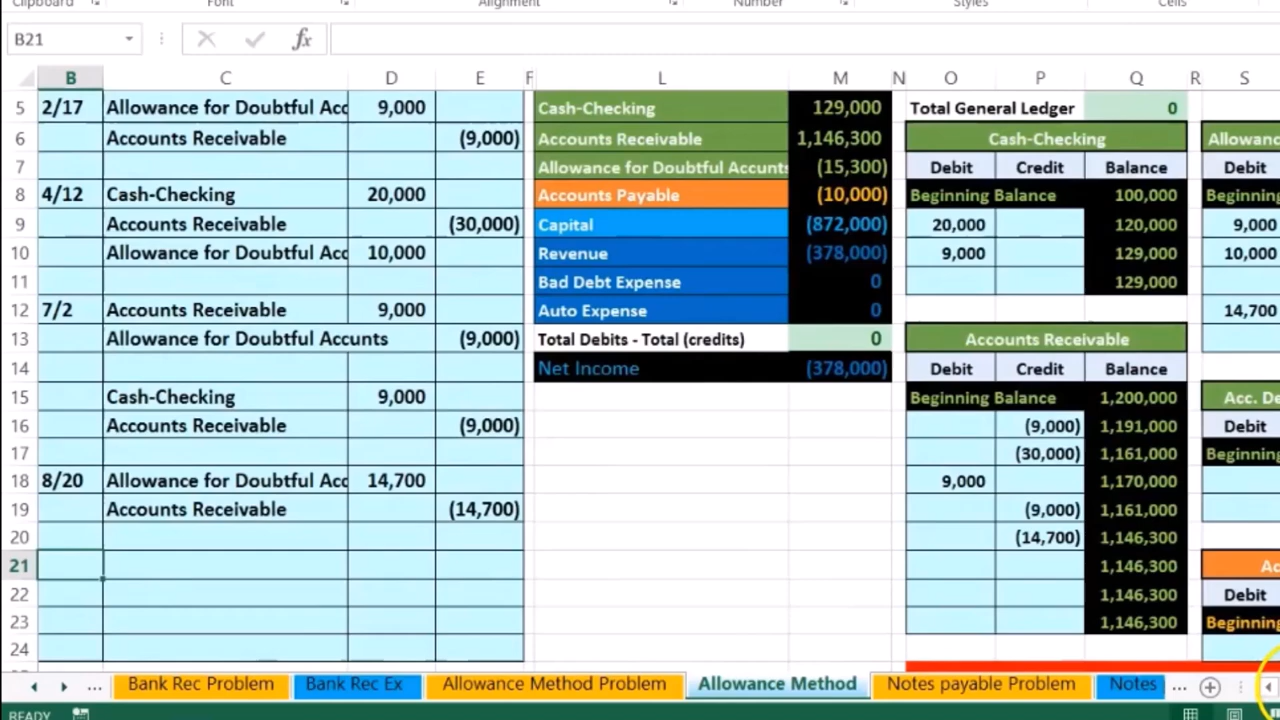 Clipboard Font Alignment Number Styles Cells
B21 fx
B C D E F L M N O P Q R S
5 2/17 Allowance for Doubtful Acc 9,000 Cash-Checking 129,000 Total General Ledger 0
6 Accounts Receivable (9,000) Accounts Receivable 1,146,300 Cash-Checking Allowanc
7 Allowance for Doubtful Accunts (15,300) Debit Credit Balance Debit
8 4/12 Cash-Checking 20,000 Accounts Payable (10,000) Beginning Balance 100,000 Beginning
9 Accounts Receivable (30,000) Capital (872,000) 20,000 120,000 9,000
10 Allowance for Doubtful Acc 10,000 Revenue (378,000) 9,000 129,000 10,000
11 Bad Debt Expense 0 129,000
12 7/2 Accounts Receivable 9,000 Auto Expense 0 14,700
13 Allowance for Doubtful Accunts (9,000) Total Debits - Total (credits) 0 Accounts Receivable
14 Net Income (378,000) Debit Credit Balance
15 Cash-Checking 9,000 Beginning Balance 1,200,000 Acc. De
16 Accounts Receivable (9,000) (9,000) 1,191,000 Debit
17 (30,000) 1,161,000 Beginning
18 8/20 Allowance for Doubtful Acc 14,700 9,000 1,170,000
19 Accounts Receivable (14,700) (9,000) 1,161,000
20 (14,700) 1,146,300
21 1,146,300 Ac
22 1,146,300 Debit
23 1,146,300 Beginning
24
... Bank Rec Problem Bank Rec Ex Allowance Method Problem Allowance Method Notes payable Problem Notes ...
READY